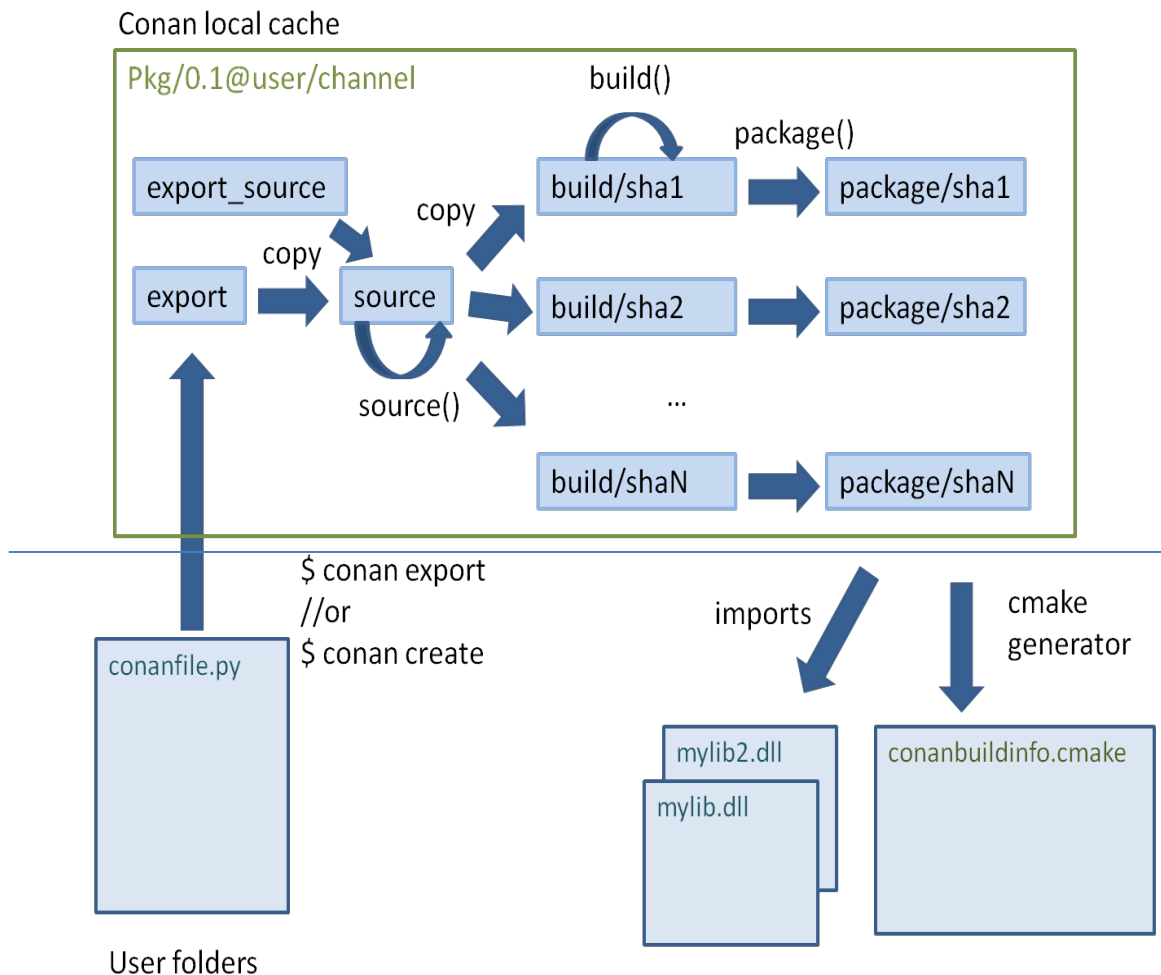 Conan local cache
Pkg/0.1@user/channel
build()
package()
export_source
build/sha1
package/sha1
copy
copy
export
source
build/sha2
package/sha2
source()
...
build/shaN
package/shaN
$ conan export
//or
$ conan create
imports
cmake
generator
conanfile.py
mylib2.dll
conanbuildinfo.cmake
mylib.dll
User folders